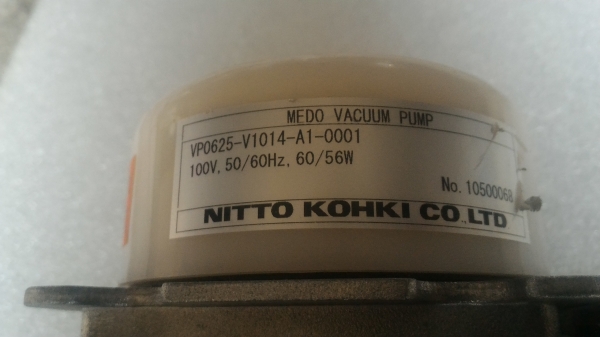 MEDO VACUUM PUMP
VP0625-V1014-A1-0001
100V, 50/60Hz, 60/56W
No. 10500068
NITTO KOHKI CO., LTD